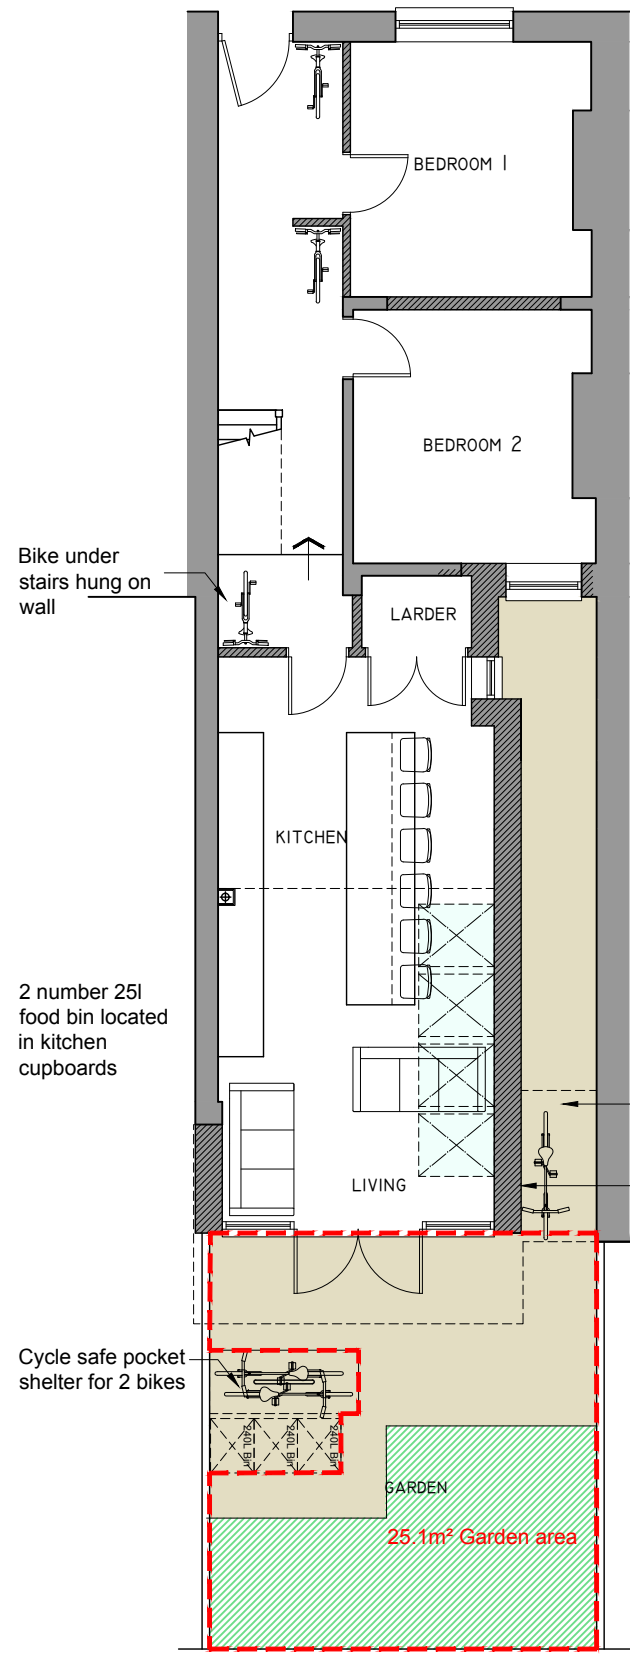 BEDROOM 1
BEDROOM 2
Bike under
stairs hung on
wall
LARDER
KITCHEN
2 number 25l
food bin located
in kitchen
cupboards
LIVING
Cycle safe pocket
shelter for 2 bikes
240L Bin
240L Bin
240L Bin
GARDEN
25.1m² Garden area